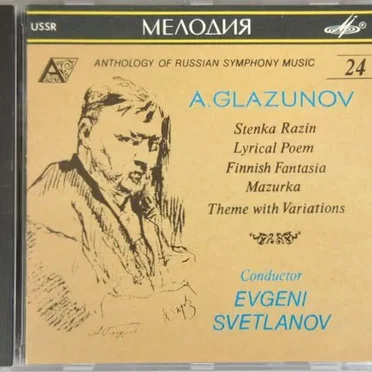 USSR
МЕЛОДИЯ
ANTHOLOGY OF RUSSIAN SYMPHONY MUSIC
24
A.GLAZUNOV
Stenka Razin
Lyrical Poem
Finnish Fantasia
Mazurka
Theme with Variations
Conductor
EVGENI
SVETLANOV